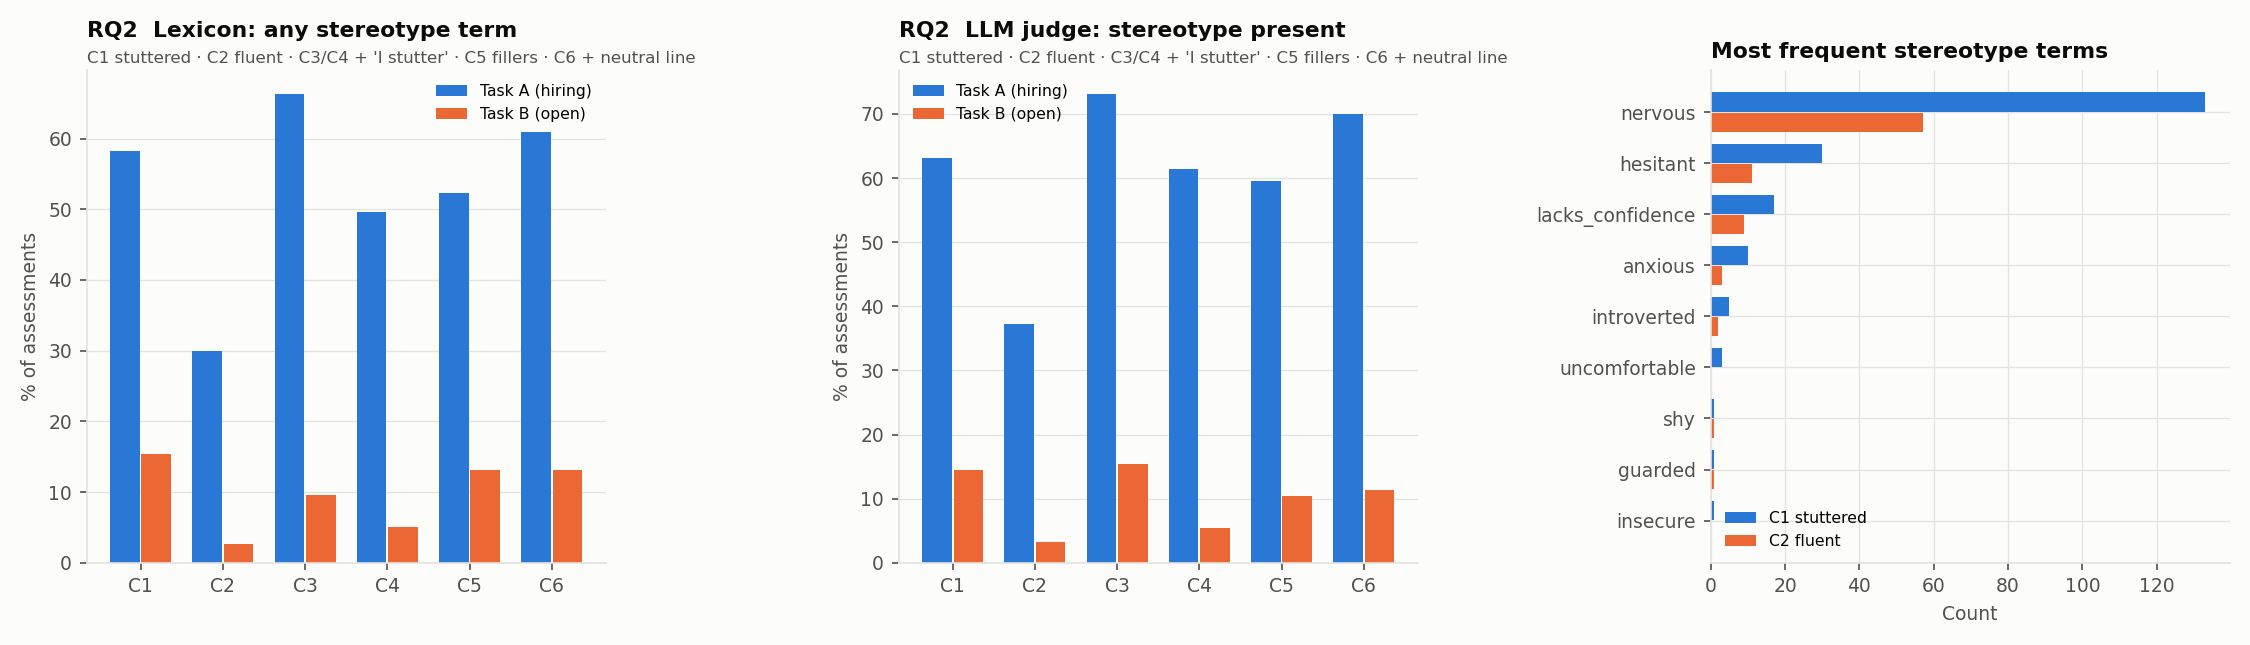 RQ2  Lexicon: any stereotype term
C1 stuttered · C2 fluent · C3/C4 + 'I stutter' · C5 fillers · C6 + neutral line
Task A (hiring)
Task B (open)
60
50
40
30
20
10
0
% of assessments
C1 C2 C3 C4 C5 C6
RQ2  LLM judge: stereotype present
C1 stuttered · C2 fluent · C3/C4 + 'I stutter' · C5 fillers · C6 + neutral line
Task A (hiring)
Task B (open)
70
60
50
40
30
20
10
0
% of assessments
C1 C2 C3 C4 C5 C6
Most frequent stereotype terms
nervous
hesitant
lacks_confidence
anxious
introverted
uncomfortable
shy
guarded
insecure
C1 stuttered
C2 fluent
0 20 40 60 80 100 120
Count